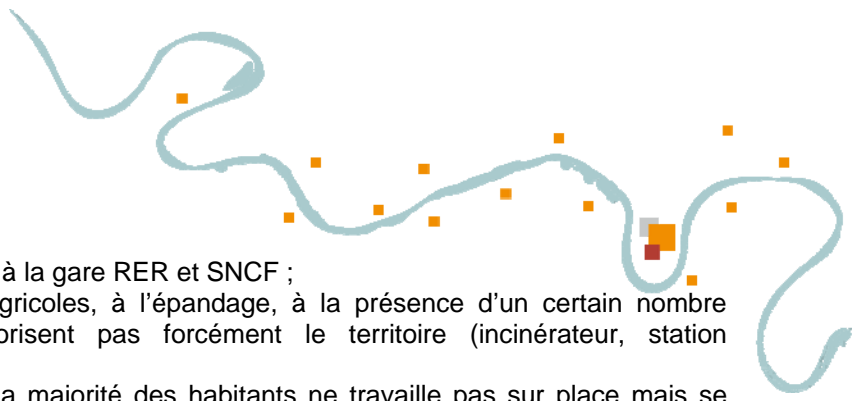 à la gare RER et SNCF ;
gricoles, à l'épandage, à la présence d'un certain nombre
orisent pas forcément le territoire (incinérateur, station
a majorité des habitants ne travaille pas sur place mais se